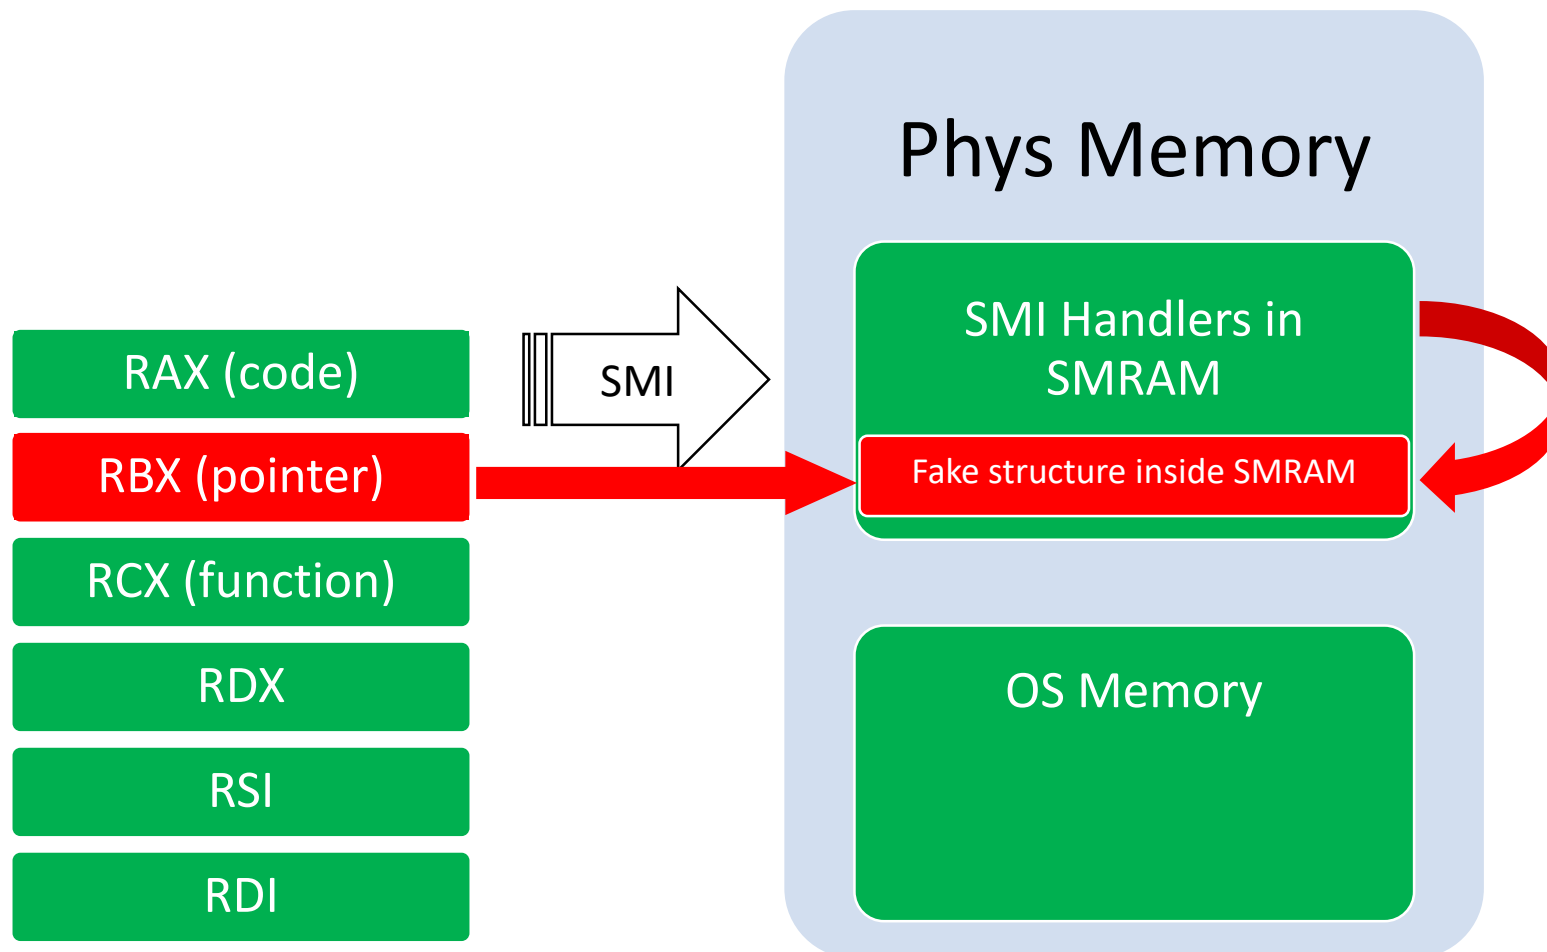 Phys Memory
SMI Handlers in
SMRAM
Fake structure inside SMRAM
OS Memory
SMI
RAX (code)
RBX (pointer)
RCX (function)
RDX
RSI
RDI